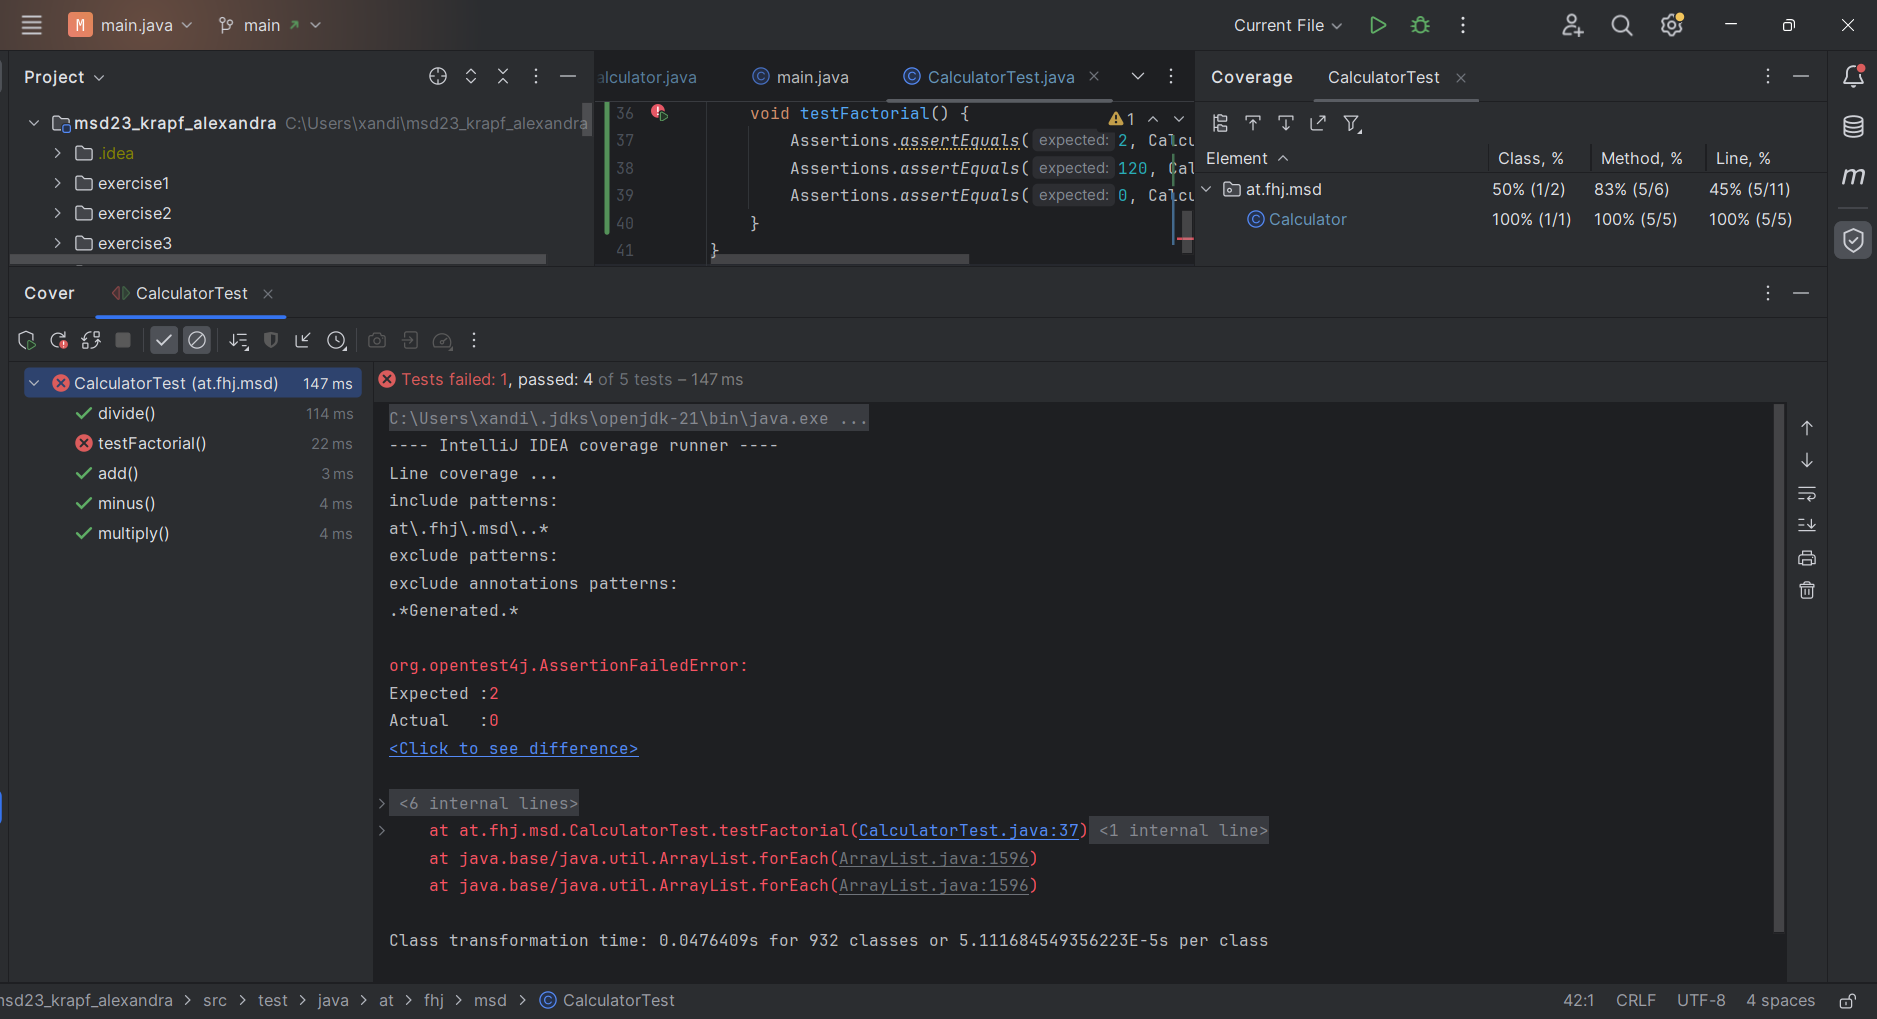 M main.java main Current File
Project
msd23_krapf_alexandra C:\Users\xandi\msd23_krapf_alexandra
.idea
exercise1
exercise2
exercise3
alculator.java main.java CalculatorTest.java
36 void testFactorial() { 1
37 Assertions.assertEquals( expected: 2, Calcu
38 Assertions.assertEquals( expected: 120, Cal
39 Assertions.assertEquals( expected: 0, Calcu
40 }
41 }
Coverage CalculatorTest
Element Class, % Method, % Line, %
at.fhj.msd 50% (1/2) 83% (5/6) 45% (5/11)
Calculator 100% (1/1) 100% (5/5) 100% (5/5)
m
Cover CalculatorTest
CalculatorTest (at.fhj.msd) 147 ms
divide() 114 ms
testFactorial() 22 ms
add() 3 ms
minus() 4 ms
multiply() 4 ms
Tests failed: 1, passed: 4 of 5 tests – 147 ms
C:\Users\xandi\.jdks\openjdk-21\bin\java.exe ...
---- IntelliJ IDEA coverage runner ----
Line coverage ...
include patterns:
at\.fhj\.msd\..*
exclude patterns:
exclude annotations patterns:
.*Generated.*
org.opentest4j.AssertionFailedError:
Expected :2
Actual   :0
<Click to see difference>
<6 internal lines>
at at.fhj.msd.CalculatorTest.testFactorial(CalculatorTest.java:37) <1 internal line>
at java.base/java.util.ArrayList.forEach(ArrayList.java:1596)
at java.base/java.util.ArrayList.forEach(ArrayList.java:1596)
Class transformation time: 0.0476409s for 932 classes or 5.111684549356223E-5s per class
msd23_krapf_alexandra > src > test > java > at > fhj > msd > CalculatorTest 42:1 CRLF UTF-8 4 spaces